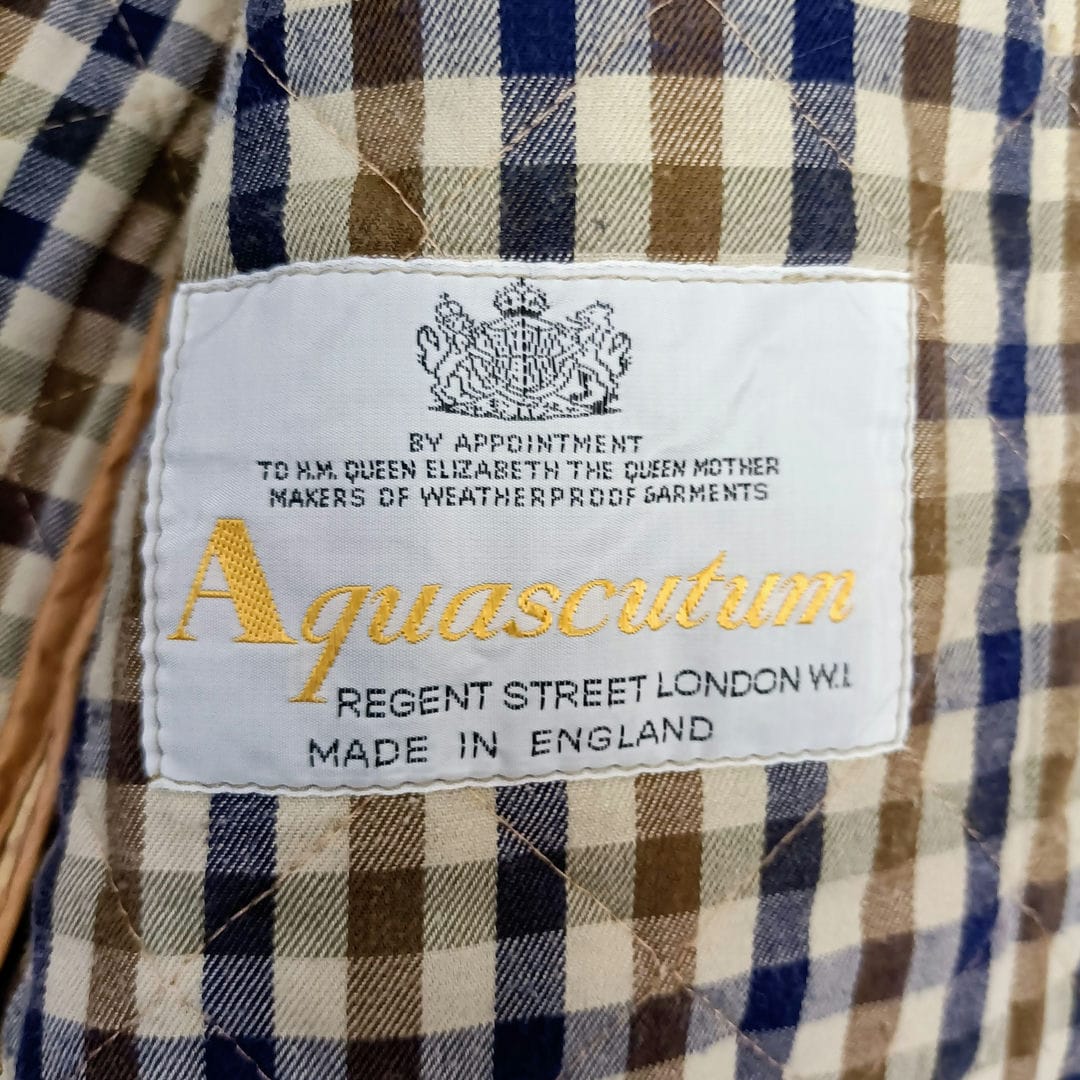 BY APPOINTMENT
TO H.M. QUEEN ELIZABETH THE QUEEN MOTHER
MAKERS OF WEATHERPROOF GARMENTS
Aquascutum
REGENT STREET LONDON W.1.
MADE IN ENGLAND